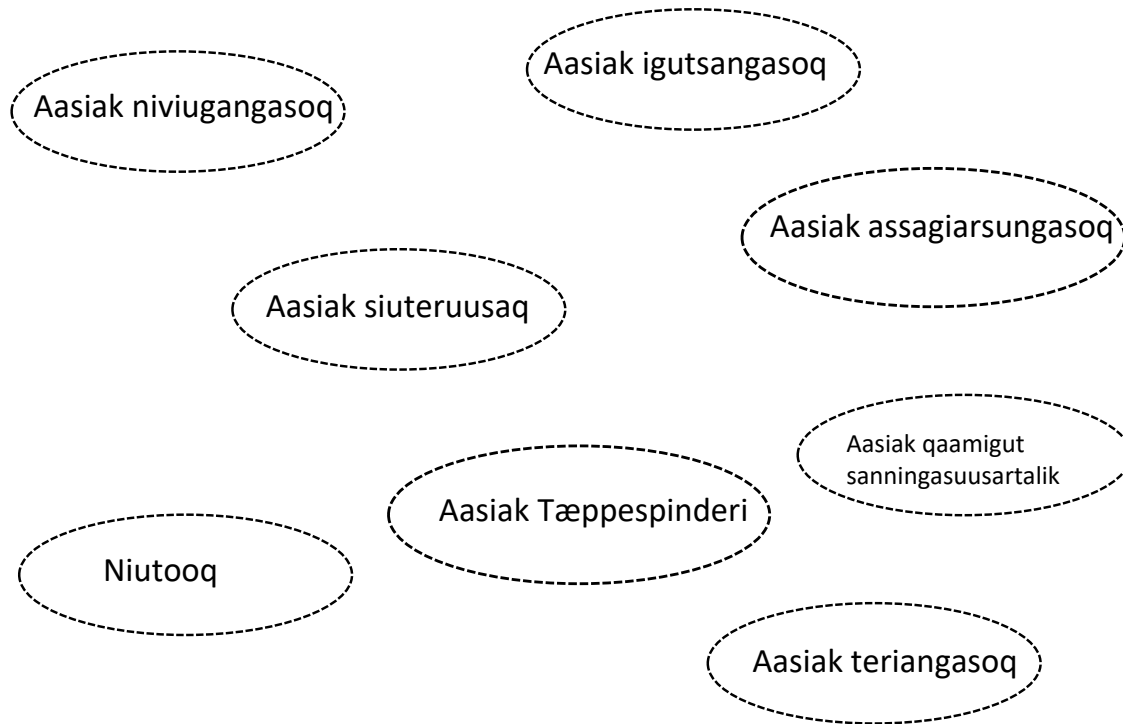 Aasiak igutsangasoq
Aasiak niviugangasoq
Aasiak assagiarsungasoq
Aasiak siuteruusaq
Aasiak qaamigut
sanningasuusartalik
Aasiak Tæppespinderi
Niutooq
Aasiak teriangasoq